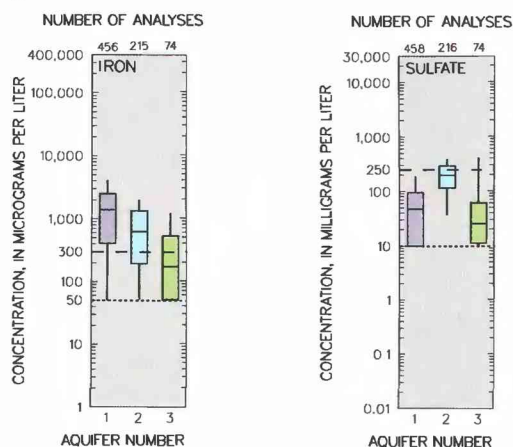 NUMBER OF ANALYSES
456 215 74
IRON
400,000
100,000
10,000
1,000
300
100
50
10
1
CONCENTRATION, IN MICROGRAMS PER LITER
1 2 3
AQUIFER NUMBER
NUMBER OF ANALYSES
458 216 74
SULFATE
30,000
10,000
1,000
250
100
10
1
0.1
0.01
CONCENTRATION, IN MILLIGRAMS PER LITER
1 2 3
AQUIFER NUMBER